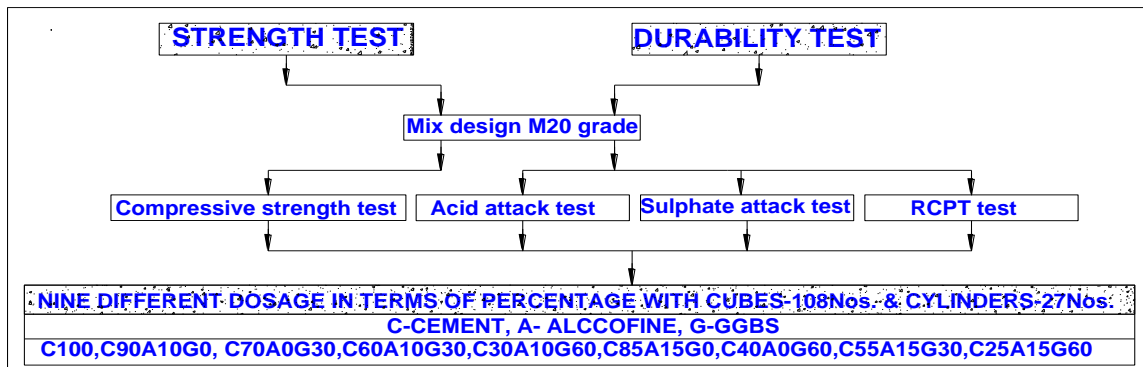 STRENGTH TEST
DURABILITY TEST
Mix design M20 grade
Compressive strength test
Acid attack test
Sulphate attack test
RCPT test
NINE DIFFERENT DOSAGE IN TERMS OF PERCENTAGE WITH CUBES-108Nos. & CYLINDERS-27Nos.
C-CEMENT, A- ALCCOFINE, G-GGBS
C100,C90A10G0, C70A0G30,C60A10G30,C30A10G60,C85A15G0,C40A0G60,C55A15G30,C25A15G60